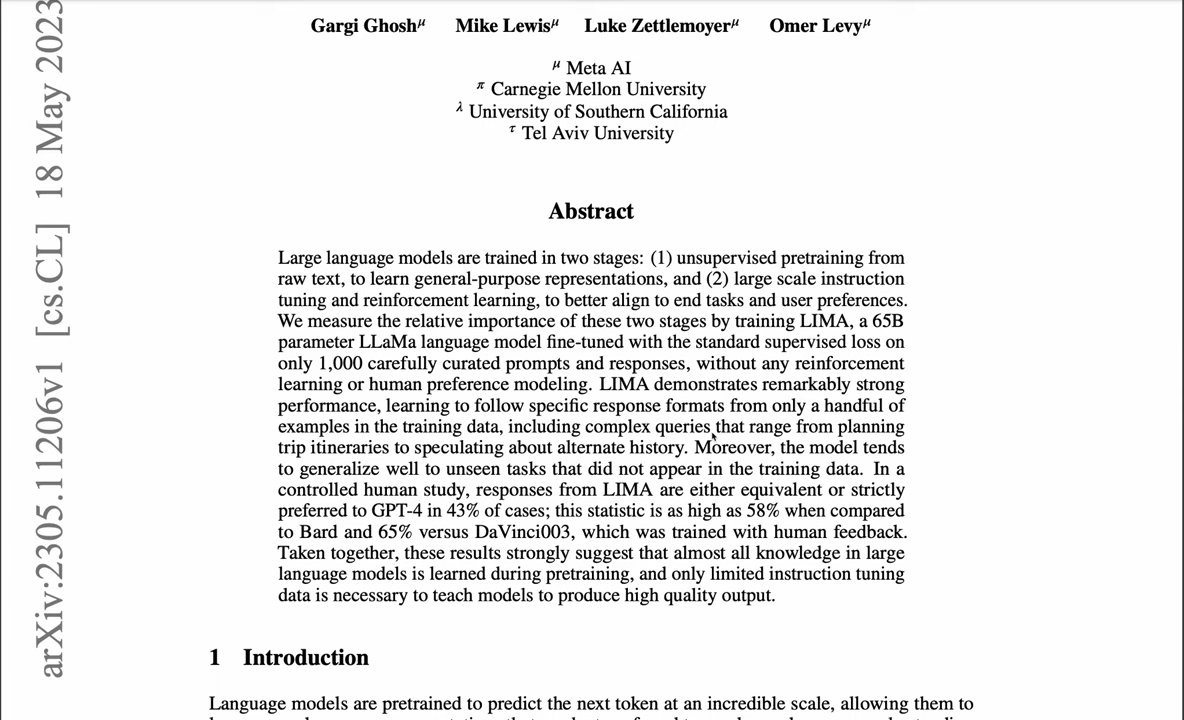 Gargi Ghoshμ Mike Lewisμ Luke Zettlemoyerμ Omer Levyμ
μ Meta AI
π Carnegie Mellon University
λ University of Southern California
τ Tel Aviv University
arXiv:2305.11206v1 [cs.CL] 18 May 2023
Abstract
Large language models are trained in two stages: (1) unsupervised pretraining from
raw text, to learn general-purpose representations, and (2) large scale instruction
tuning and reinforcement learning, to better align to end tasks and user preferences.
We measure the relative importance of these two stages by training LIMA, a 65B
parameter LLaMa language model fine-tuned with the standard supervised loss on
only 1,000 carefully curated prompts and responses, without any reinforcement
learning or human preference modeling. LIMA demonstrates remarkably strong
performance, learning to follow specific response formats from only a handful of
examples in the training data, including complex queries that range from planning
trip itineraries to speculating about alternate history. Moreover, the model tends
to generalize well to unseen tasks that did not appear in the training data. In a
controlled human study, responses from LIMA are either equivalent or strictly
preferred to GPT-4 in 43% of cases; this statistic is as high as 58% when compared
to Bard and 65% versus DaVinci003, which was trained with human feedback.
Taken together, these results strongly suggest that almost all knowledge in large
language models is learned during pretraining, and only limited instruction tuning
data is necessary to teach models to produce high quality output.
1 Introduction
Language models are pretrained to predict the next token at an incredible scale, allowing them to